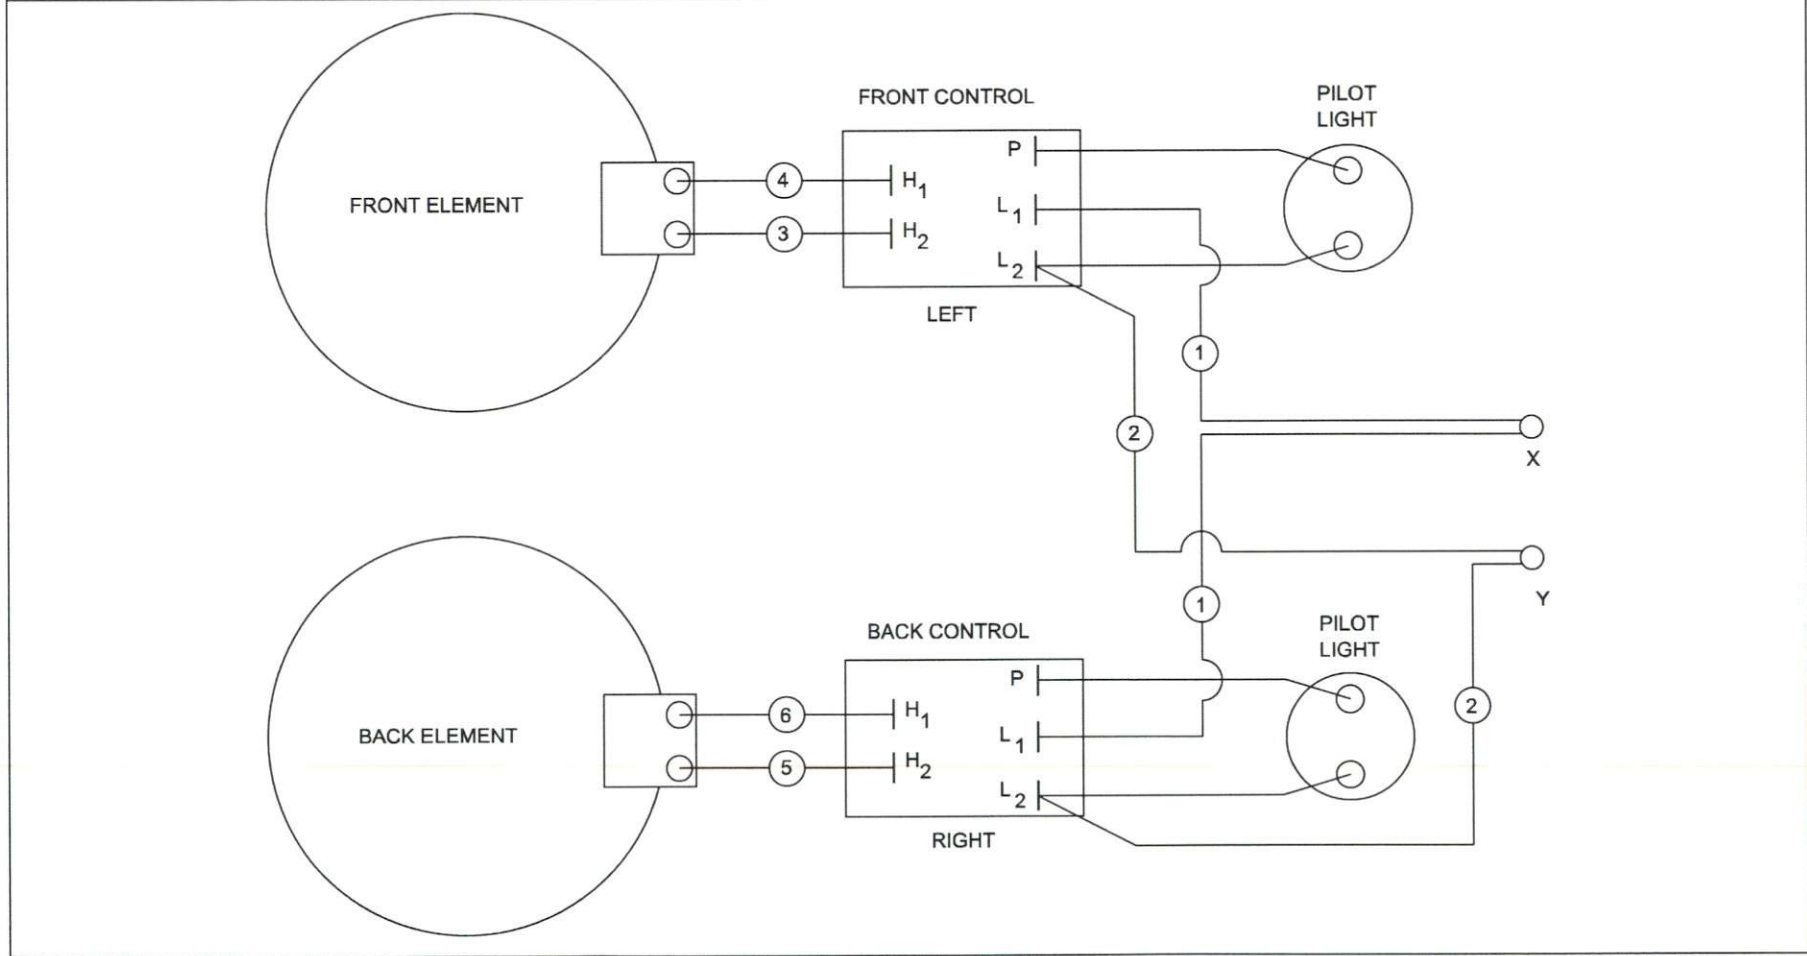 FRONT CONTROL
PILOT
LIGHT
P
4
H1
FRONT ELEMENT
L1
3
H2
L2
LEFT
1
2
X
Y
1
PILOT
LIGHT
BACK CONTROL
P
6
H1
2
BACK ELEMENT
L1
5
H2
L2
RIGHT